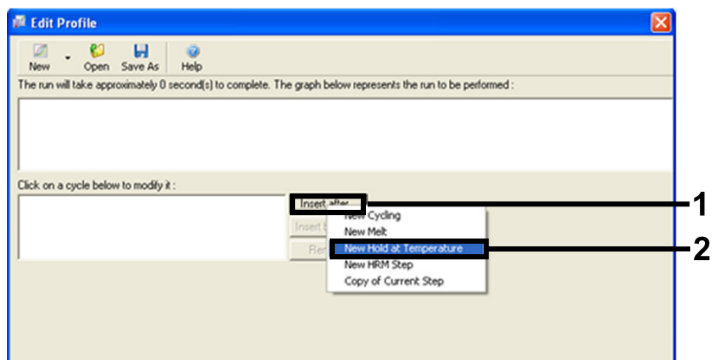 Edit Profile
New Open Save As Help
The run will take approximately 0 second(s) to complete. The graph below represents the run to be performed :
Click on a cycle below to modify it :
Insert after 1
New Cycling
Insert
New Melt
New Hold at Temperature 2
New HRM Step
Copy of Current Step